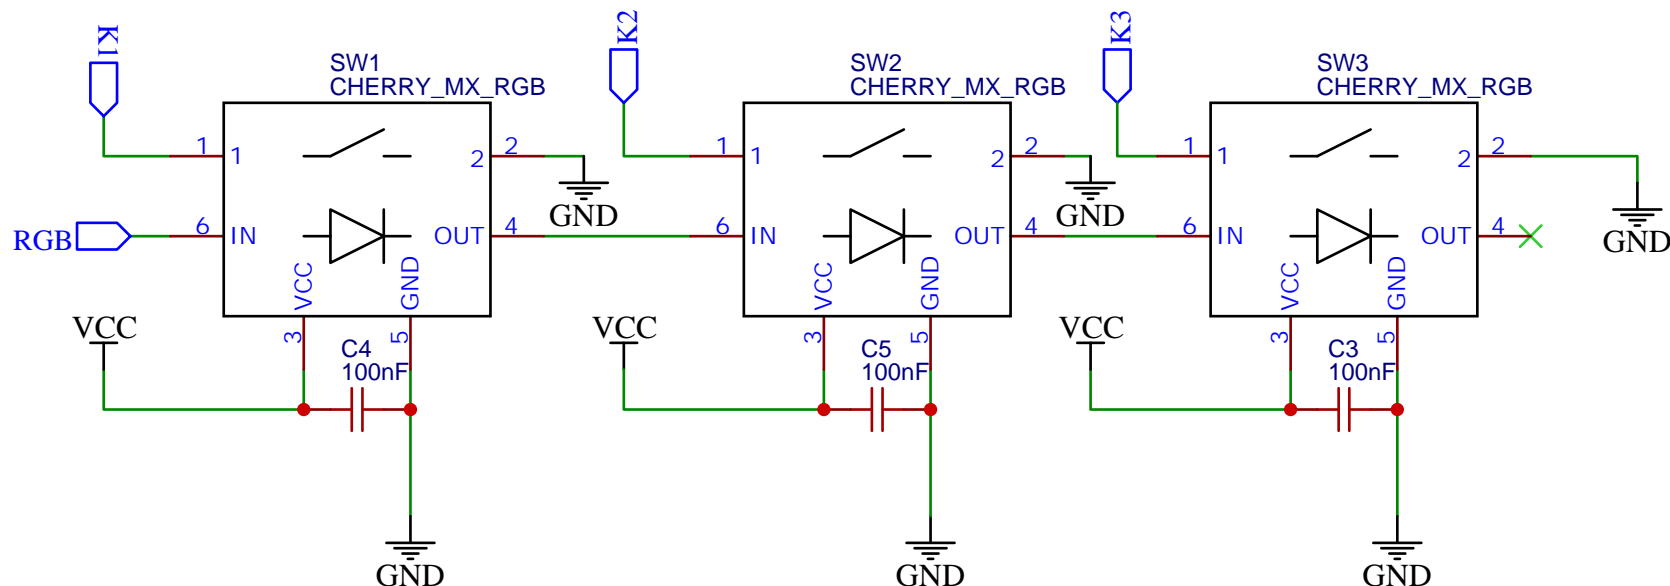 K1
K2
K3
SW1
CHERRY_MX_RGB
SW2
CHERRY_MX_RGB
SW3
CHERRY_MX_RGB
1 1 2 2
1 1 2 2
1 1 2 2
GND
GND
GND
RGB
6 IN OUT 4
6 IN OUT 4
6 IN OUT 4
VCC GND
VCC GND
VCC GND
VCC
3
5
VCC
3
5
VCC
3
5
C4
100nF
C5
100nF
C3
100nF
GND
GND
GND